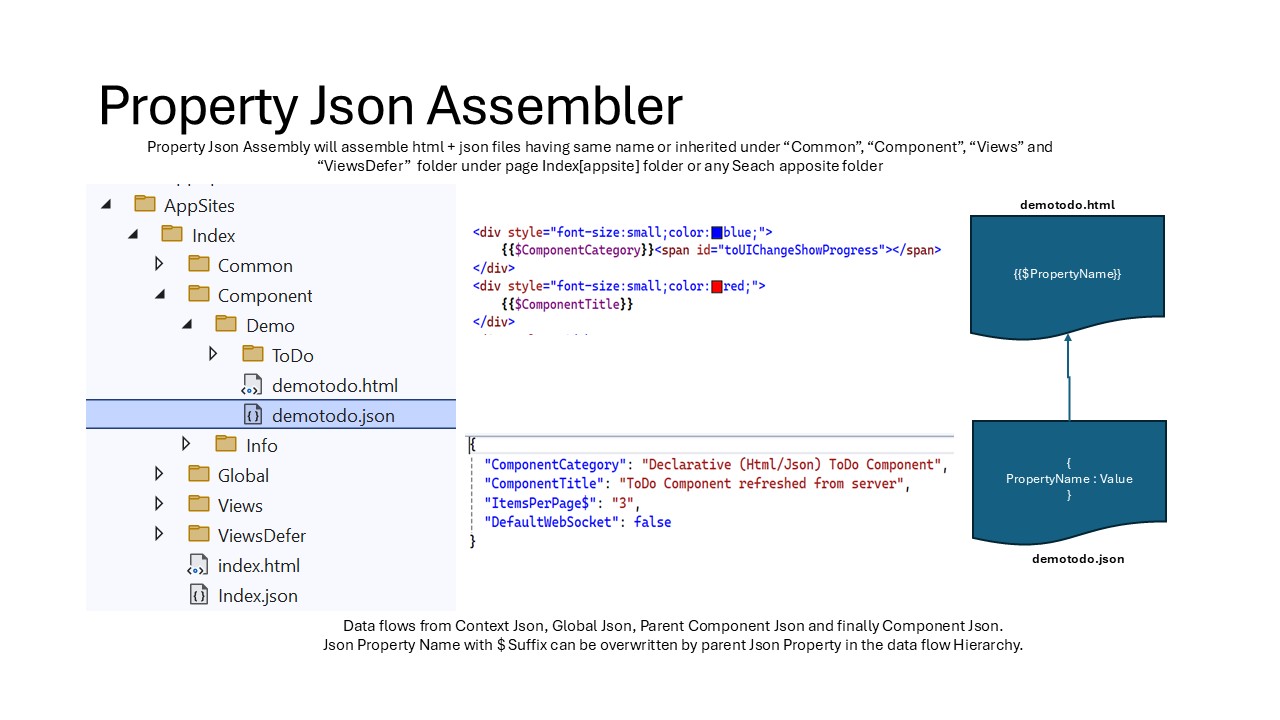 Property Json Assembler
Property Json Assembly will assemble html + json files having same name or inherited under “Common”, “Component”, “Views” and
“ViewsDefer” folder under page Index[appsite] folder or any Seach apposite folder
AppSites
Index
Common
Component
Demo
ToDo
demotodo.html
demotodo.json
Info
Global
Views
ViewsDefer
index.html
Index.json
<div style="font-size:small;color:blue;">
{{$ComponentCategory}}<span id="toUIChangeShowProgress"></span>
</div>
<div style="font-size:small;color:red;">
{{$ComponentTitle}}
</div>
{
"ComponentCategory": "Declarative (Html/Json) ToDo Component",
"ComponentTitle": "ToDo Component refreshed from server",
"ItemsPerPage$": "3",
"DefaultWebSocket": false
}
demotodo.html
{{$PropertyName}}
{
PropertyName : Value
}
demotodo.json
Data flows from Context Json, Global Json, Parent Component Json and finally Component Json.
Json Property Name with $ Suffix can be overwritten by parent Json Property in the data flow Hierarchy.